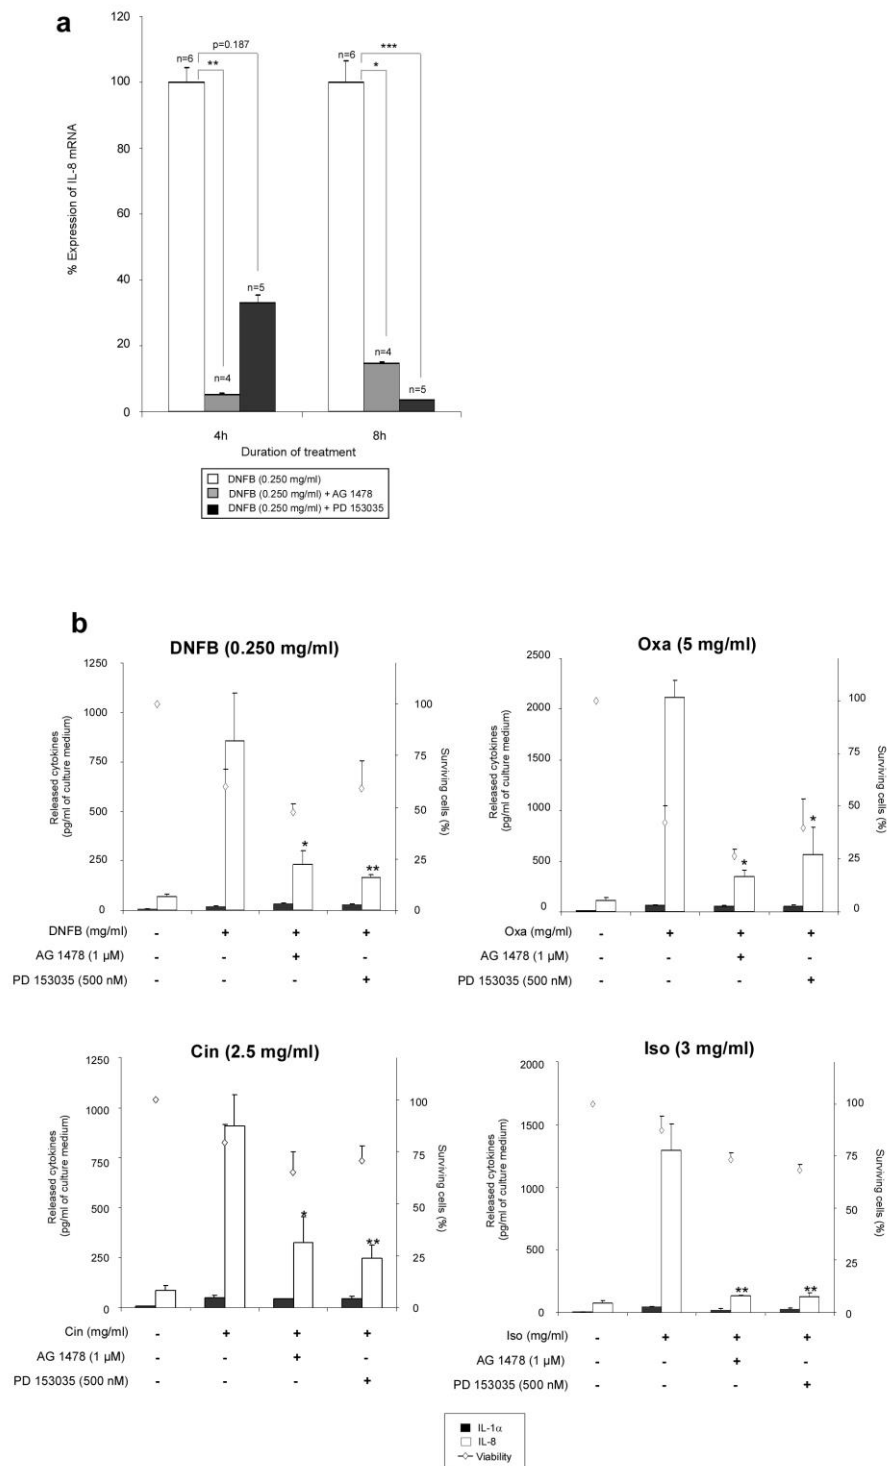 a
120
100
80
60
40
20
0
% Expression of IL-8 mRNA
n=6
p=0.187
**
n=4
n=5
n=6
***
*
n=4
n=5
4h
8h
Duration of treatment
DNFB (0.250 mg/ml)
DNFB (0.250 mg/ml) + AG 1478
DNFB (0.250 mg/ml) + PD 153035
b
DNFB (0.250 mg/ml)
1250
1000
750
500
250
0
Released cytokines
(pg/ml of culture medium)
100
75
50
25
0
Surviving cells (%)
*
**
DNFB (mg/ml) - + + +
AG 1478 (1 µM) - - + -
PD 153035 (500 nM) - - - +
Oxa (5 mg/ml)
2500
2000
1500
1000
500
0
Released cytokines
(pg/ml of culture medium)
100
75
50
25
0
Surviving cells (%)
*
*
Oxa (mg/ml) - + + +
AG 1478 (1 µM) - - + -
PD 153035 (500 nM) - - - +
Cin (2.5 mg/ml)
1250
1000
750
500
250
0
Released cytokines
(pg/ml of culture medium)
100
75
50
25
0
Surviving cells (%)
*
**
Cin (mg/ml) - + + +
AG 1478 (1 µM) - - + -
PD 153035 (500 nM) - - - +
Iso (3 mg/ml)
2000
1500
1000
500
0
Released cytokines
(pg/ml of culture medium)
100
75
50
25
0
Surviving cells (%)
**
**
Iso (mg/ml) - + + +
AG 1478 (1 µM) - - + -
PD 153035 (500 nM) - - - +
IL-1α
IL-8
Viability